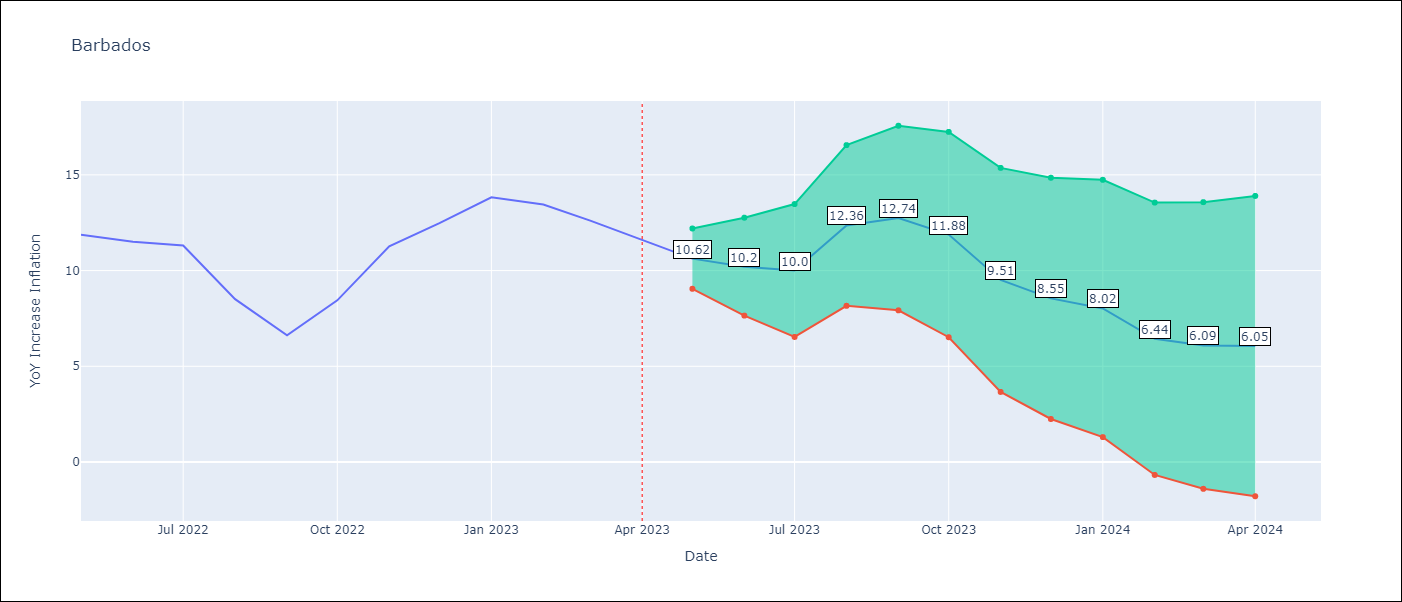 Barbados
YoY Increase Inflation
15
10
5
0
10.62
10.2
10.0
12.36
12.74
11.88
9.51
8.55
8.02
6.44
6.09
6.05
Jul 2022
Oct 2022
Jan 2023
Apr 2023
Jul 2023
Oct 2023
Jan 2024
Apr 2024
Date